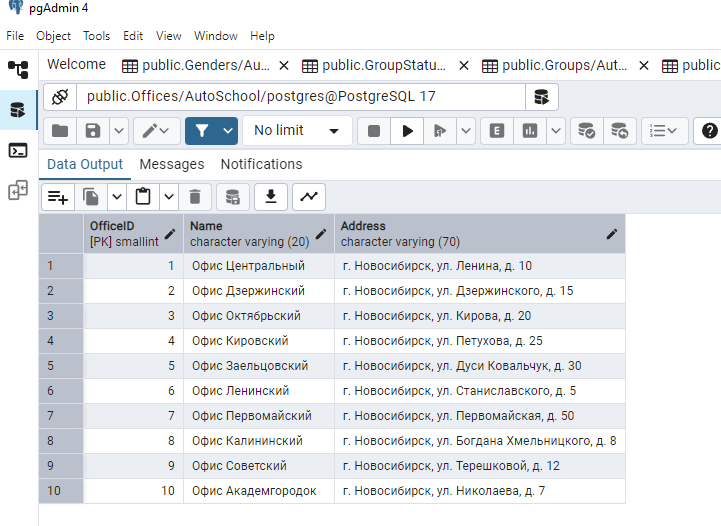 pgAdmin 4
File Object Tools Edit View Window Help
Welcome public.Genders/Au... public.GroupStatu... public.Groups/Aut... public
public.Offices/AutoSchool/postgres@PostgreSQL 17
No limit
Data Output Messages Notifications
OfficeID Name Address
[PK] smallint character varying (20) character varying (70)
1 1 Офис Центральный г. Новосибирск, ул. Ленина, д. 10
2 2 Офис Дзержинский г. Новосибирск, ул. Дзержинского, д. 15
3 3 Офис Октябрьский г. Новосибирск, ул. Кирова, д. 20
4 4 Офис Кировский г. Новосибирск, ул. Петухова, д. 25
5 5 Офис Заельцовский г. Новосибирск, ул. Дуси Ковальчук, д. 30
6 6 Офис Ленинский г. Новосибирск, ул. Станиславского, д. 5
7 7 Офис Первомайский г. Новосибирск, ул. Первомайская, д. 50
8 8 Офис Калининский г. Новосибирск, ул. Богдана Хмельницкого, д. 8
9 9 Офис Советский г. Новосибирск, ул. Терешковой, д. 12
10 10 Офис Академгородок г. Новосибирск, ул. Николаева, д. 7